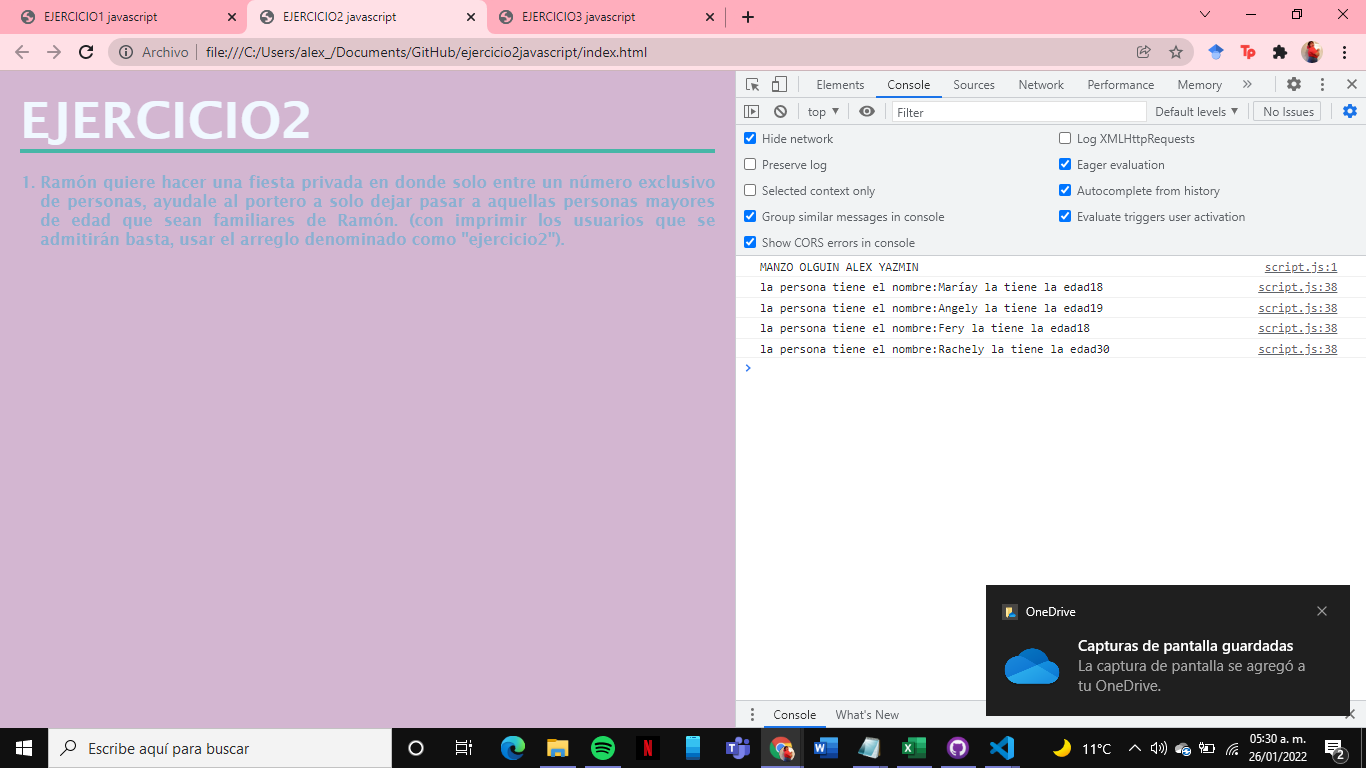 EJERCICIO1 javascript
EJERCICIO2 javascript
EJERCICIO3 javascript
Archivo
file:///C:/Users/alex_/Documents/GitHub/ejercicio2javascript/index.html
EJERCICIO2
1. Ramón quiere hacer una fiesta privada en donde solo entre un número exclusivo
de personas, ayudale al portero a solo dejar pasar a aquellas personas mayores
de edad que sean familiares de Ramón. (con imprimir los usuarios que se
admitirán basta, usar el arreglo denominado como "ejercicio2").
Elements Console Sources Network Performance Memory »
top ▼ Filter Default levels ▼ No Issues
Hide network Log XMLHttpRequests
Preserve log Eager evaluation
Selected context only Autocomplete from history
Group similar messages in console Evaluate triggers user activation
Show CORS errors in console
MANZO OLGUIN ALEX YAZMIN script.js:1
la persona tiene el nombre:Maríay la tiene la edad18 script.js:38
la persona tiene el nombre:Angely la tiene la edad19 script.js:38
la persona tiene el nombre:Fery la tiene la edad18 script.js:38
la persona tiene el nombre:Rachely la tiene la edad30 script.js:38
OneDrive
Capturas de pantalla guardadas
La captura de pantalla se agregó a
tu OneDrive.
Console What's New
Escribe aquí para buscar
11°C
05:30 a. m.
26/01/2022
2